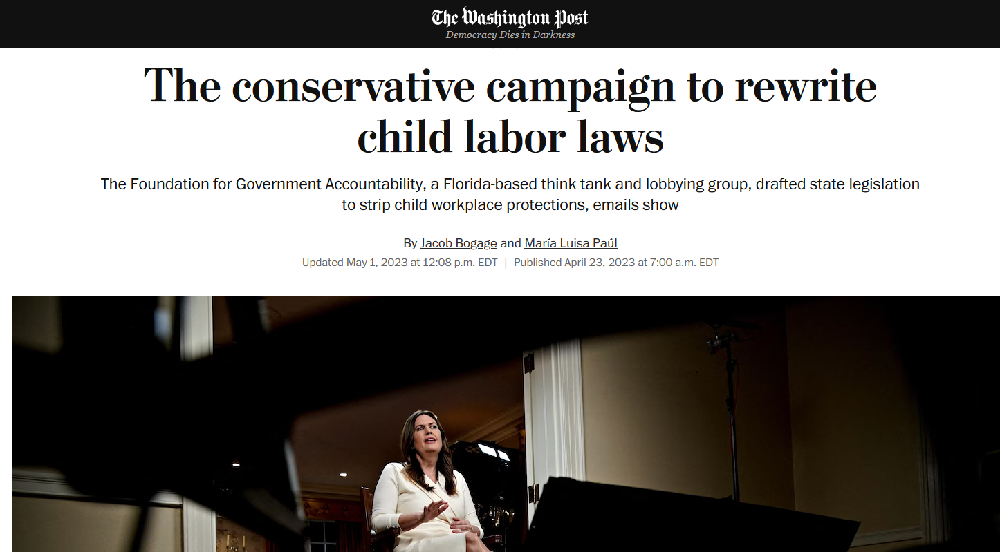 The Washington Post
Democracy Dies in Darkness
The conservative campaign to rewrite
child labor laws
The Foundation for Government Accountability, a Florida-based think tank and lobbying group, drafted state legislation
to strip child workplace protections, emails show
By Jacob Bogage and María Luisa Paúl
Updated May 1, 2023 at 12:08 p.m. EDT | Published April 23, 2023 at 7:00 a.m. EDT